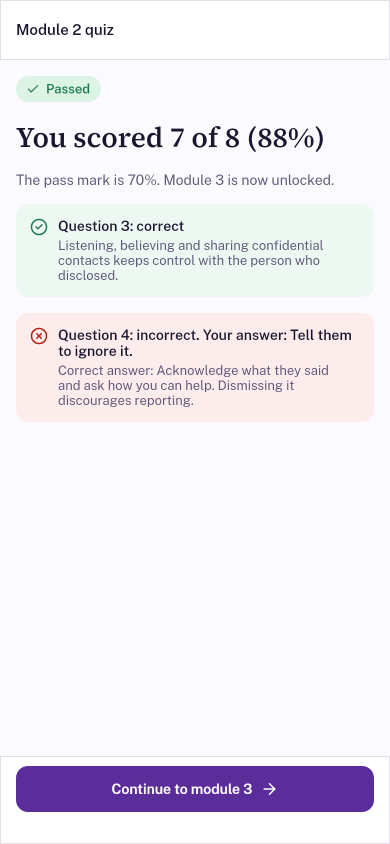 Module 2 quiz
Passed
You scored 7 of 8 (88%)
The pass mark is 70%. Module 3 is now unlocked.
Question 3: correct
Listening, believing and sharing confidential
contacts keeps control with the person who
disclosed.
Question 4: incorrect. Your answer: Tell them
to ignore it.
Correct answer: Acknowledge what they said
and ask how you can help. Dismissing it
discourages reporting.
Continue to module 3